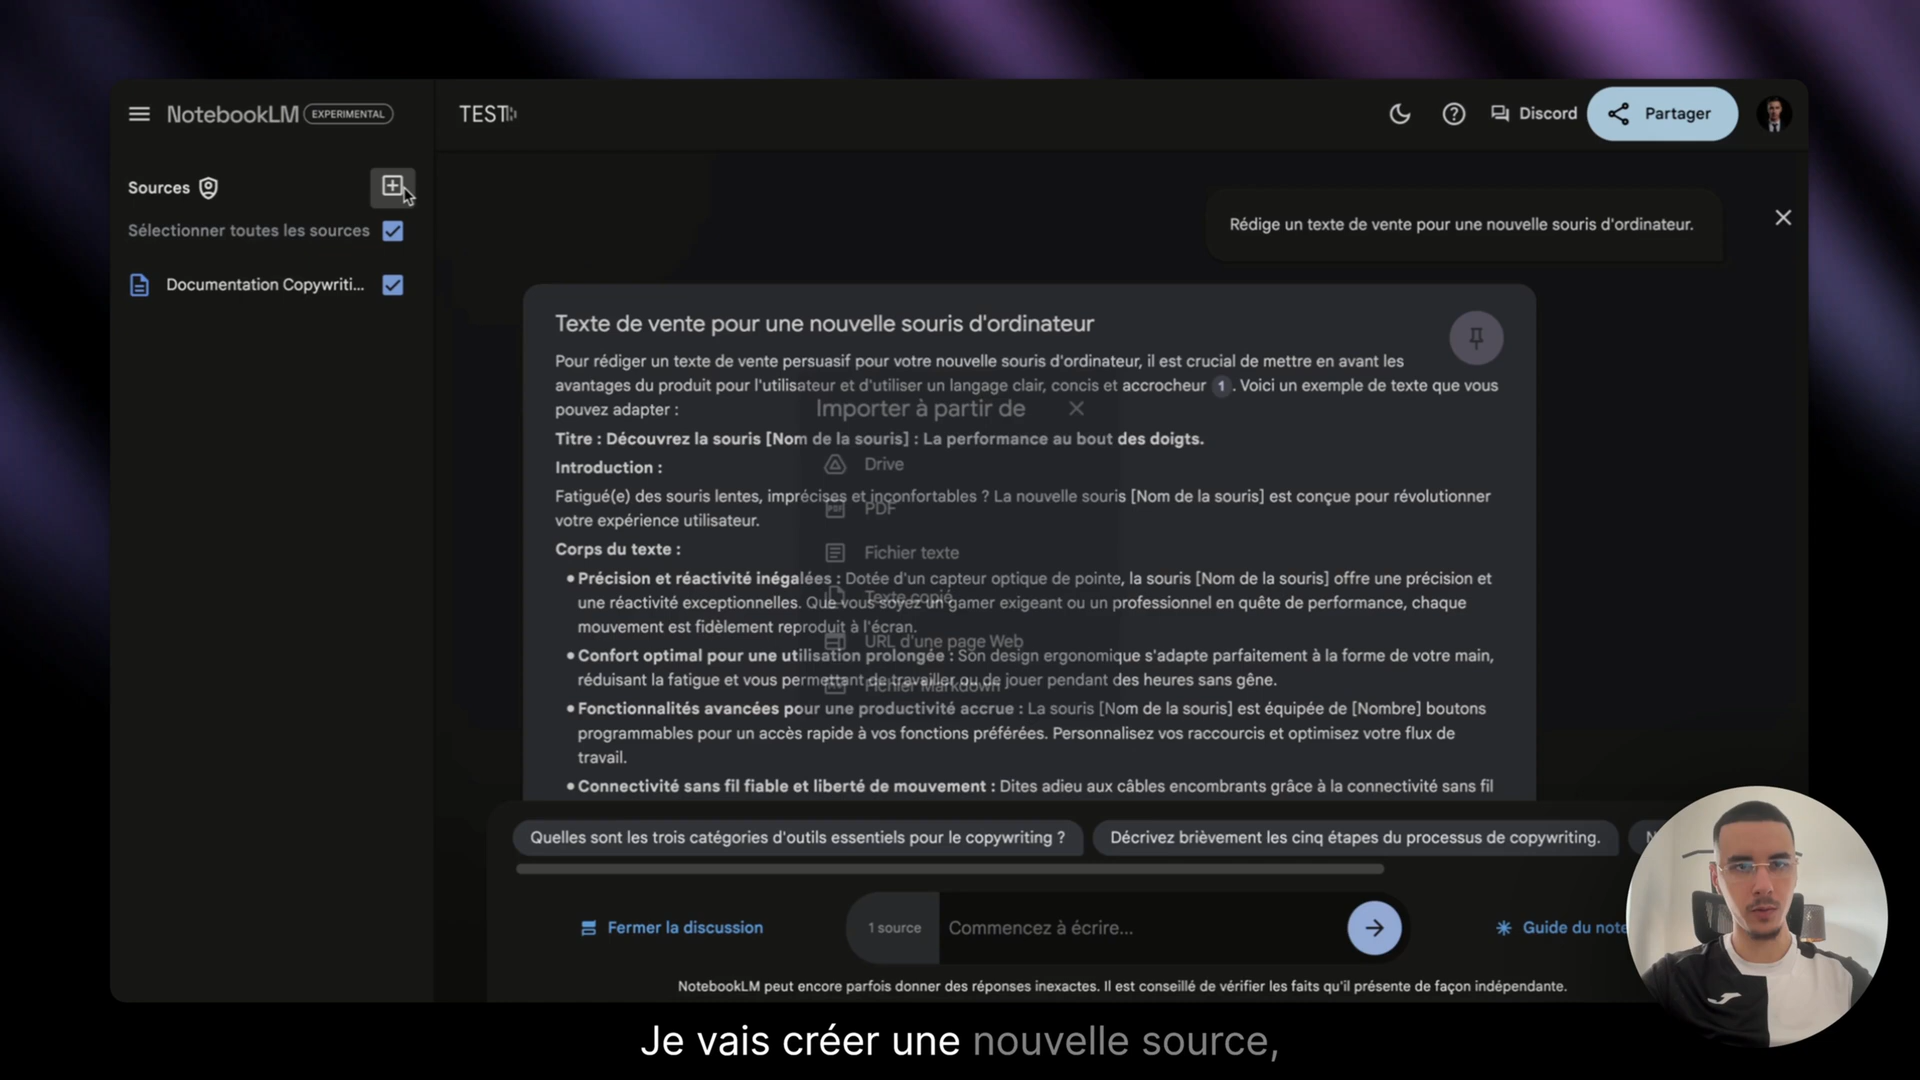 NotebookLM EXPERIMENTAL
TEST
Discord
Partager
Sources
Sélectionner toutes les sources
Documentation Copywriti...
Rédige un texte de vente pour une nouvelle souris d'ordinateur.
Texte de vente pour une nouvelle souris d'ordinateur
Pour rédiger un texte de vente persuasif pour votre nouvelle souris d'ordinateur, il est crucial de mettre en avant les
avantages du produit pour l'utilisateur et d'utiliser un langage clair, concis et accrocheur 1. Voici un exemple de texte que vous
pouvez adapter :
Titre : Découvrez la souris [Nom de la souris] : La performance au bout des doigts.
Introduction :
Fatigué(e) des souris lentes, imprécises et inconfortables ? La nouvelle souris [Nom de la souris] est conçue pour révolutionner
votre expérience utilisateur.
Corps du texte :
• Précision et réactivité inégalées : Dotée d'un capteur optique de pointe, la souris [Nom de la souris] offre une précision et
une réactivité exceptionnelles. Que vous soyez un gamer exigeant ou un professionnel en quête de performance, chaque
mouvement est fidèlement reproduit à l'écran.
• Confort optimal pour une utilisation prolongée : Son design ergonomique s'adapte parfaitement à la forme de votre main,
réduisant la fatigue et vous permettant de travailler ou de jouer pendant des heures sans gêne.
• Fonctionnalités avancées pour une productivité accrue : La souris [Nom de la souris] est équipée de [Nombre] boutons
programmables pour un accès rapide à vos fonctions préférées. Personnalisez vos raccourcis et optimisez votre flux de
travail.
• Connectivité sans fil fiable et liberté de mouvement : Dites adieu aux câbles encombrants grâce à la connectivité sans fil
Importer à partir de
Drive
PDF
Fichier texte
Texte copié
URL d'une page Web
Fichier Markdown
Quelles sont les trois catégories d'outils essentiels pour le copywriting ?
Décrivez brièvement les cinq étapes du processus de copywriting.
Fermer la discussion
1 source
Commencez à écrire...
Guide du note
NotebookLM peut encore parfois donner des réponses inexactes. Il est conseillé de vérifier les faits qu'il présente de façon indépendante.
Je vais créer une nouvelle source,